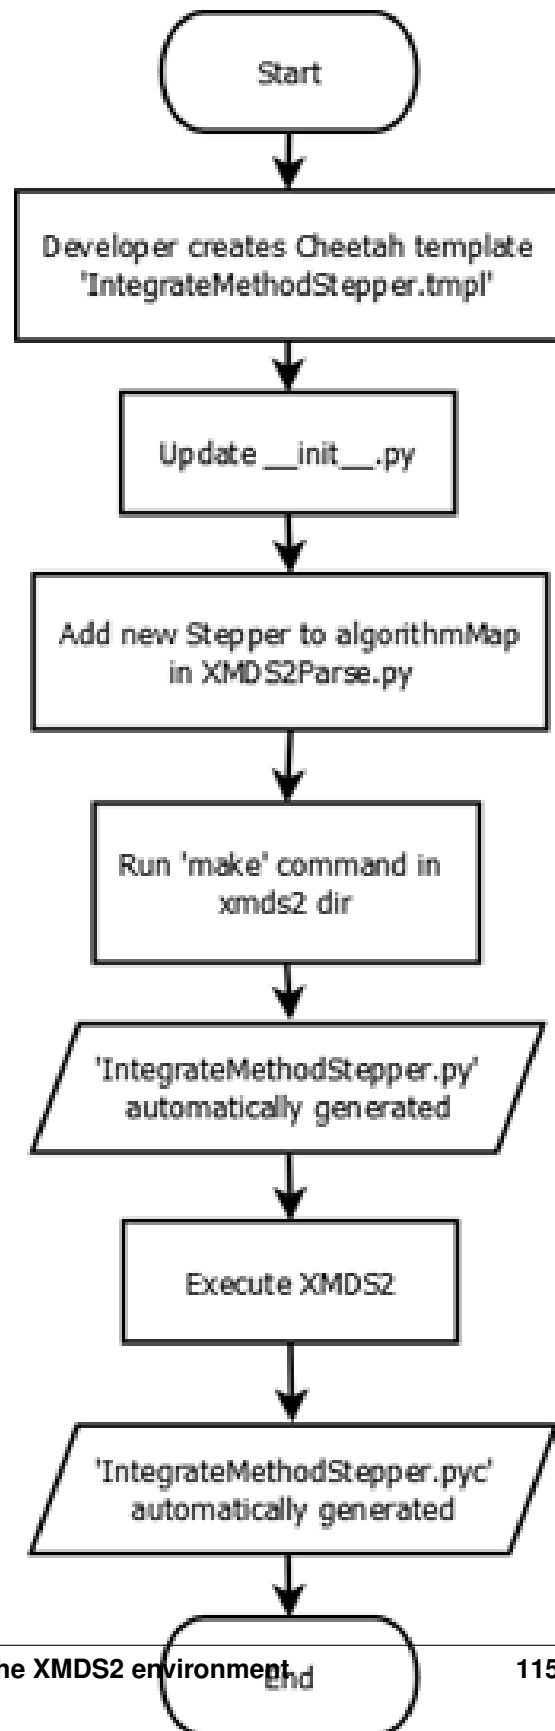 Start
Developer creates Cheetah template
'IntegrateMethodStepper.tmpl'
Update __init__.py
Add new Stepper to algorithmMap
in XMDS2Parse.py
Run 'make' command in
xmds2 dir
'IntegrateMethodStepper.py'
automatically generated
Execute XMDS2
'IntegrateMethodStepper.pyc'
automatically generated
he XMDS2 environment 115
End